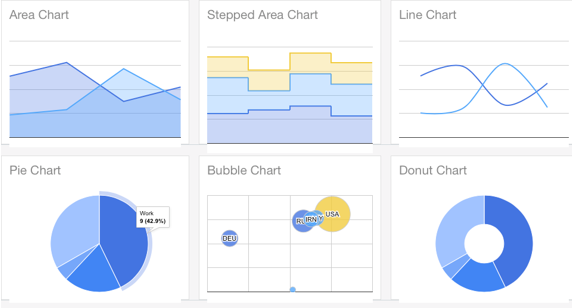 Area Chart
Stepped Area Chart
Line Chart
Pie Chart
Work
9 (42.9%)
Bubble Chart
DEU
USA
Donut Chart